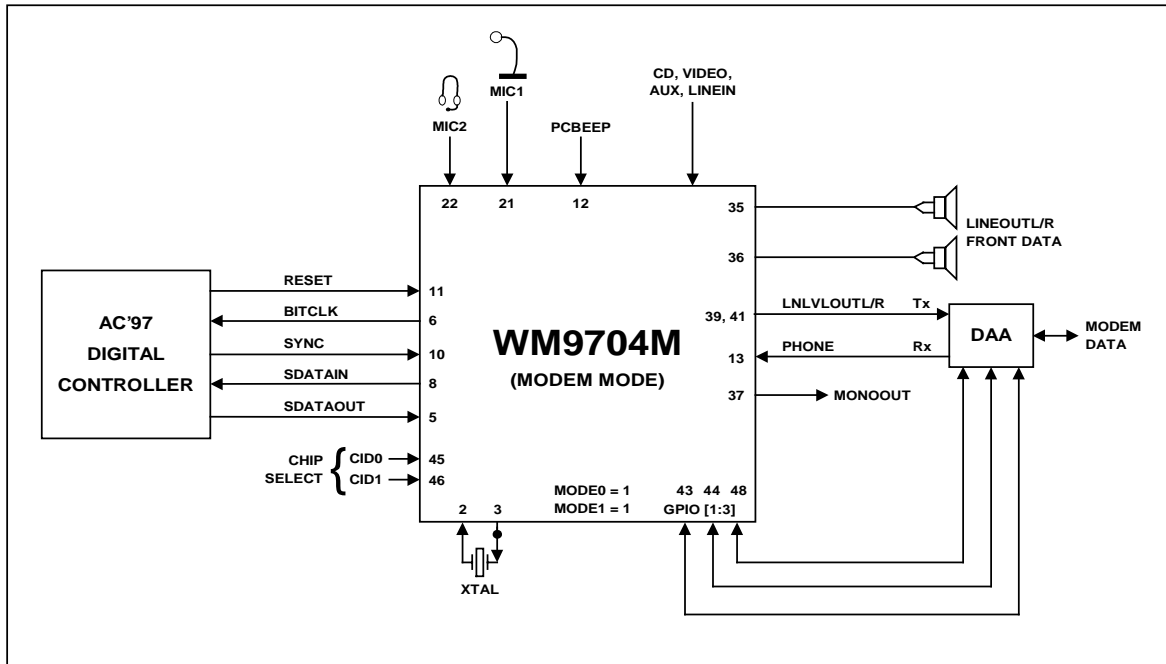 CD, VIDEO,
AUX, LINEIN
MIC1
MIC2
PCBEEP
22
21
12
35
36
LINEOUTL/R
FRONT DATA
AC'97
DIGITAL
CONTROLLER
RESET
BITCLK
SYNC
SDATAIN
SDATAOUT
11
6
10
8
5
WM9704M
(MODEM MODE)
39, 41
13
37
LNLVLOUTL/R
Tx
PHONE
Rx
MONOOUT
DAA
MODEM
DATA
CHIP
SELECT
{
CID0
CID1
45
46
MODE0 = 1
MODE1 = 1
43 44 48
GPIO [1:3]
2
3
XTAL